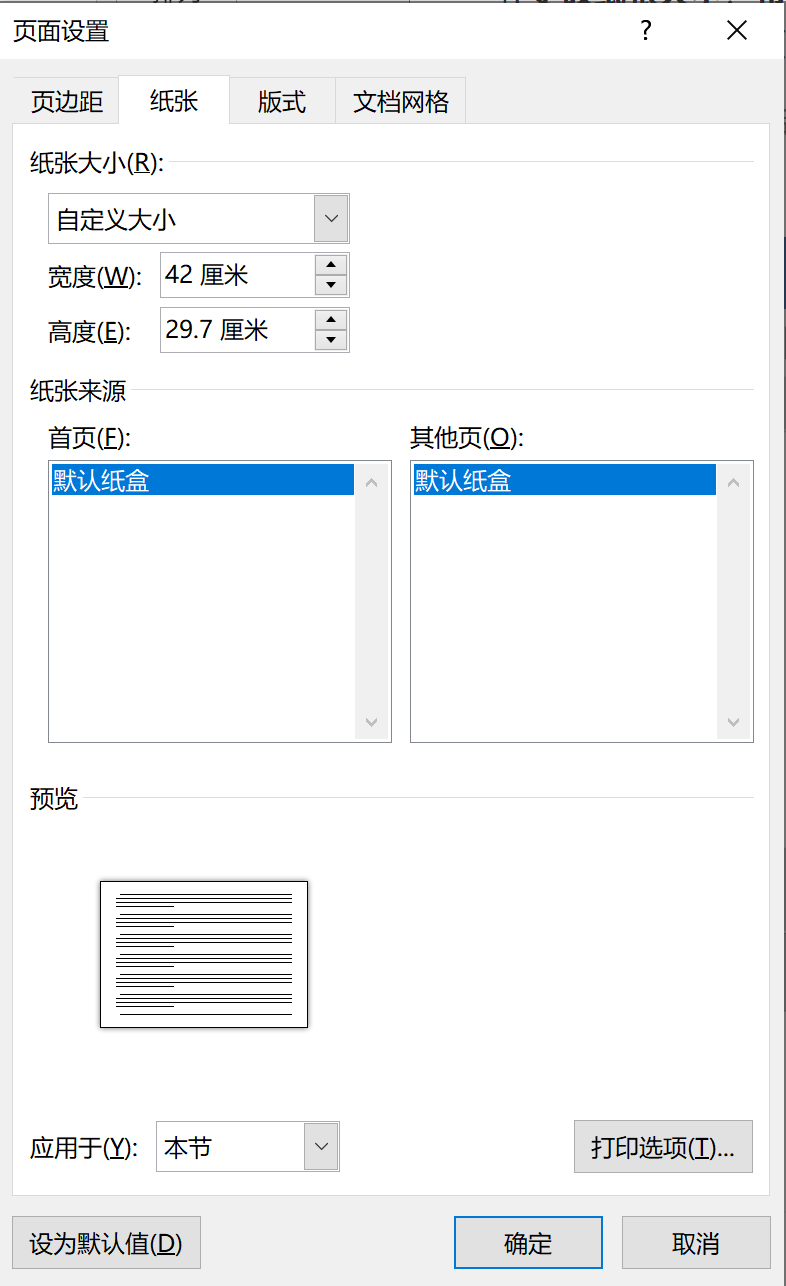 页面设置 ?
页边距 纸张 版式 文档网格
纸张大小(R):
自定义大小
宽度(W): 42 厘米
高度(E): 29.7 厘米
纸张来源
首页(F): 其他页(O):
默认纸盒 默认纸盒
预览
应用于(Y): 本节 打印选项(T)...
设为默认值(D) 确定 取消